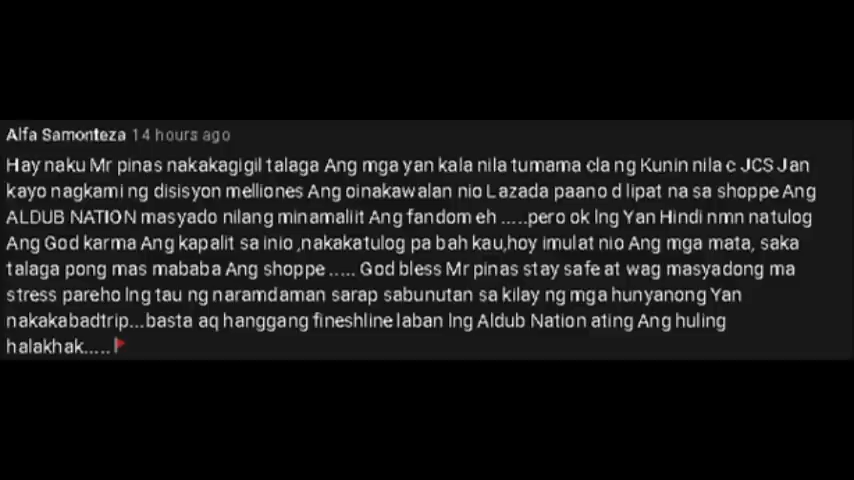 Alfa Samonteza 14 hours ago
Hay naku Mr pinas nakakagigil talaga Ang mga yan kala nila tumama cla ng Kunin nila c JCS Jan
kayo nagkami ng disisyon melliones Ang oinakawalan nio Lazada paano d lipat na sa shoppe Ang
ALDUB NATION masyado nilang minamaliit Ang fandom eh .....pero ok lng Yan Hindi nmn natulog
Ang God karma Ang kapalit sa inio ,nakakatulog pa bah kau,hoy imulat nio Ang mga mata, saka
talaga pong mas mababa Ang shoppe ..... God bless Mr pinas stay safe at wag masyadong ma
stress pareho lng tau ng naramdaman sarap sabunutan sa kilay ng mga hunyanong Yan
nakakabadtrip...basta aq hanggang fineshline laban lng Aldub Nation ating Ang huling
halakhak.....